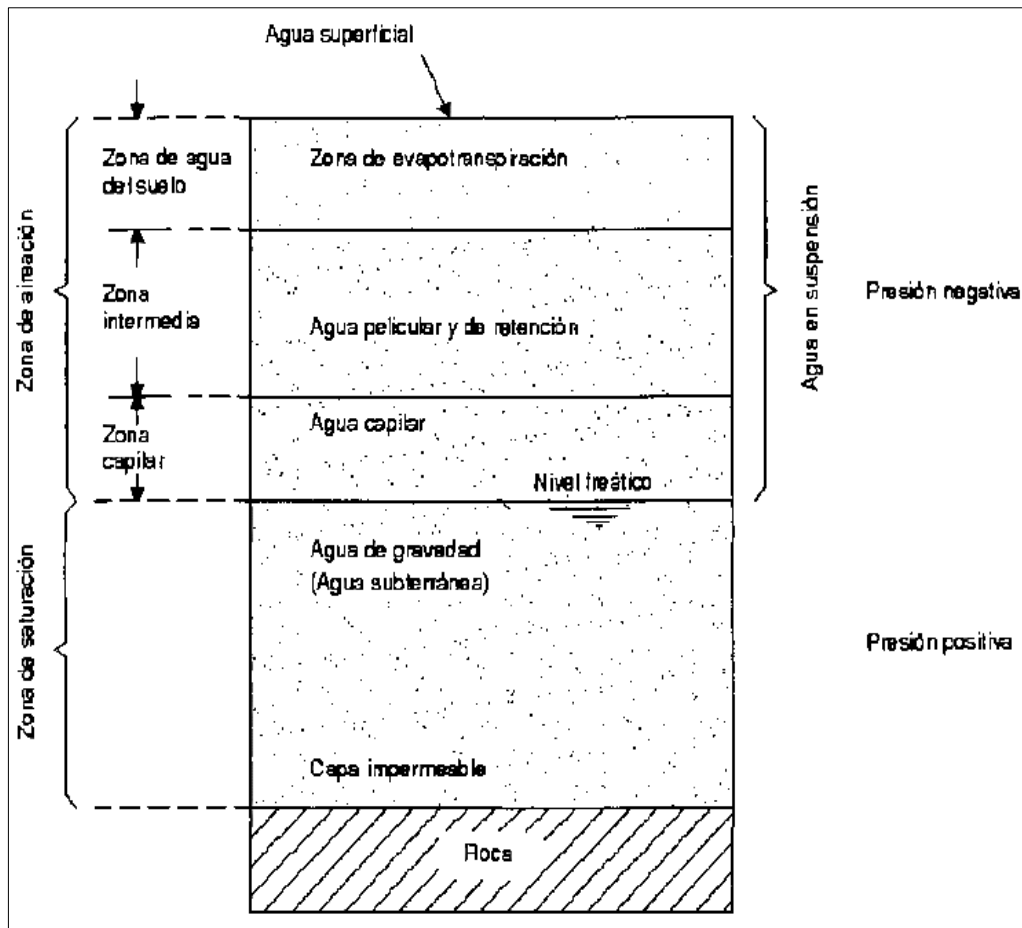 Agua superficial
Zona de aireación
Zona de agua
del suelo
Zona de evapotranspiración
Agua en suspensión
Presión negativa
Zona
intermedia
Agua pelicular y de retención
Zona
capilar
Agua capilar
Nivel freático
Zona de saturación
Agua de gravedad
(Agua subterránea)
Presión positiva
Capa impermeable
Roca